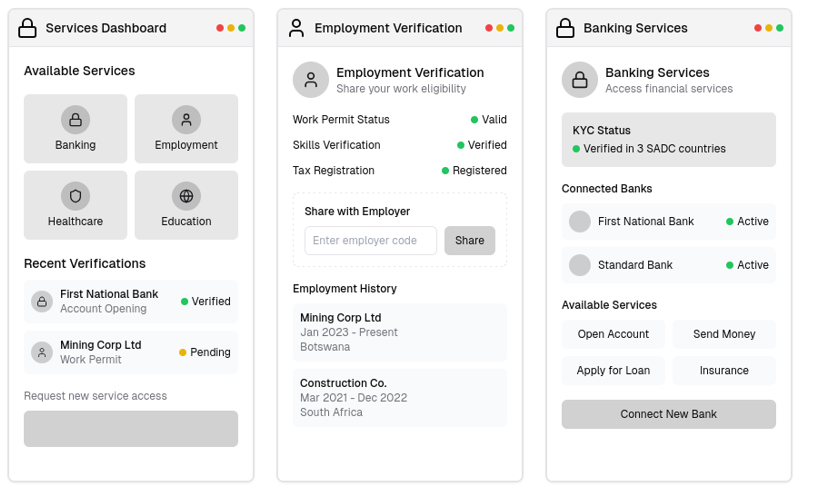 Services Dashboard
Available Services
Banking
Employment
Healthcare
Education
Recent Verifications
First National Bank
Account Opening
Verified
Mining Corp Ltd
Work Permit
Pending
Request new service access
Employment Verification
Employment Verification
Share your work eligibility
Work Permit Status
Valid
Skills Verification
Verified
Tax Registration
Registered
Share with Employer
Enter employer code
Share
Employment History
Mining Corp Ltd
Jan 2023 - Present
Botswana
Construction Co.
Mar 2021 - Dec 2022
South Africa
Banking Services
Banking Services
Access financial services
KYC Status
Verified in 3 SADC countries
Connected Banks
First National Bank
Active
Standard Bank
Active
Available Services
Open Account
Send Money
Apply for Loan
Insurance
Connect New Bank